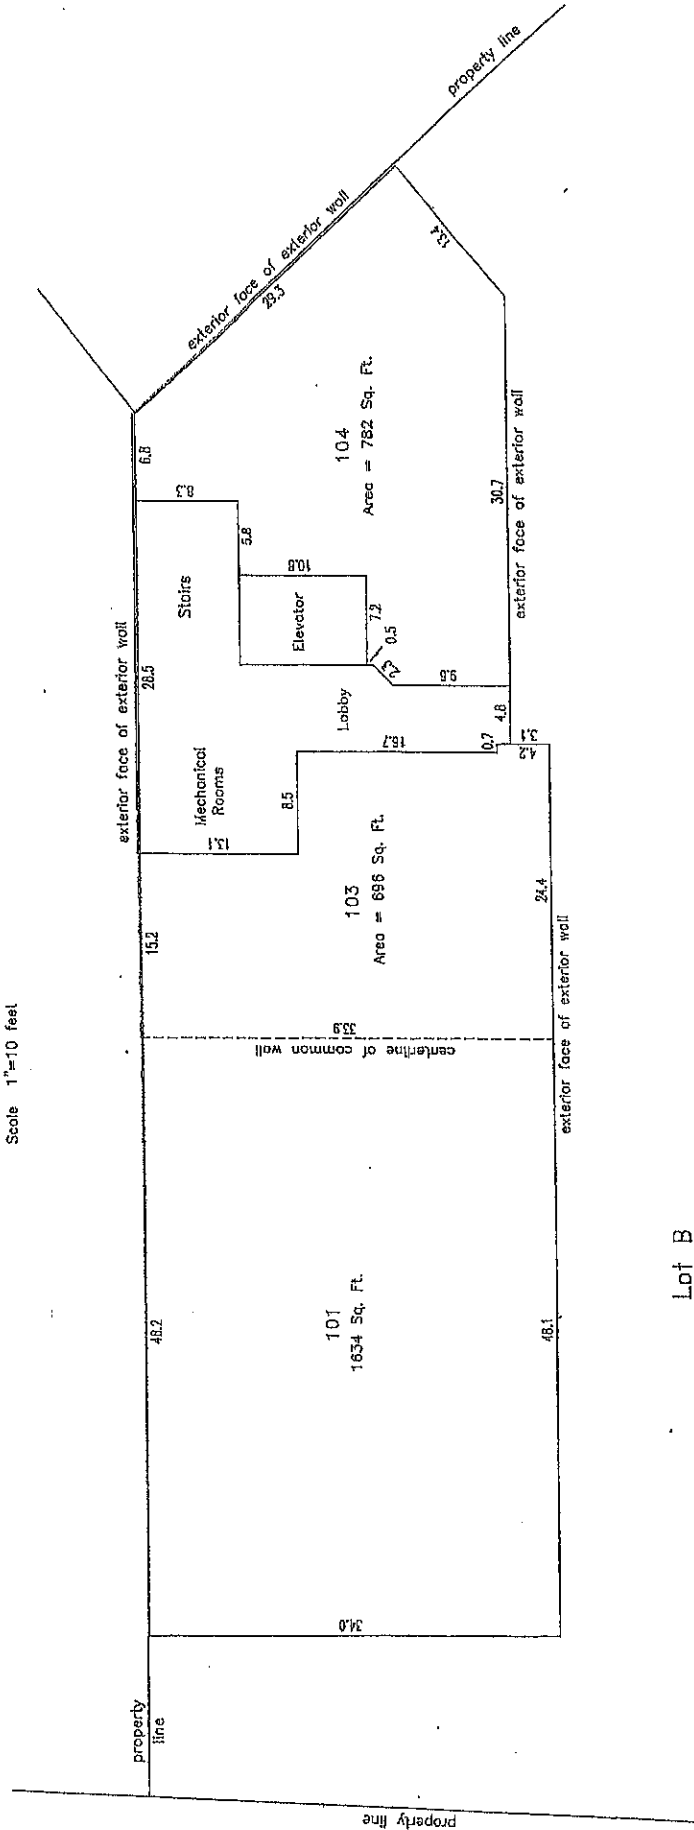 Scale 1"=10 feet
property
line
property line
48.2
15.2
exterior face of exterior wall
28.5
6.8
exterior face of exterior wall
29.3
property line
34.0
101
1634 Sq. Ft.
centerline of common wall
33.9
13.1
Mechanical
Rooms
8.5
103
Area = 696 Sq. Ft.
16.7
Lobby
Stairs
8.3
5.8
Elevator
10.6
7.2
0.5
2.3
9.6
104
Area = 782 Sq. Ft.
13.4
0.7
4.2
3.1
4.8
30.7
exterior face of exterior wall
48.1
24.4
exterior face of exterior wall
Lot B